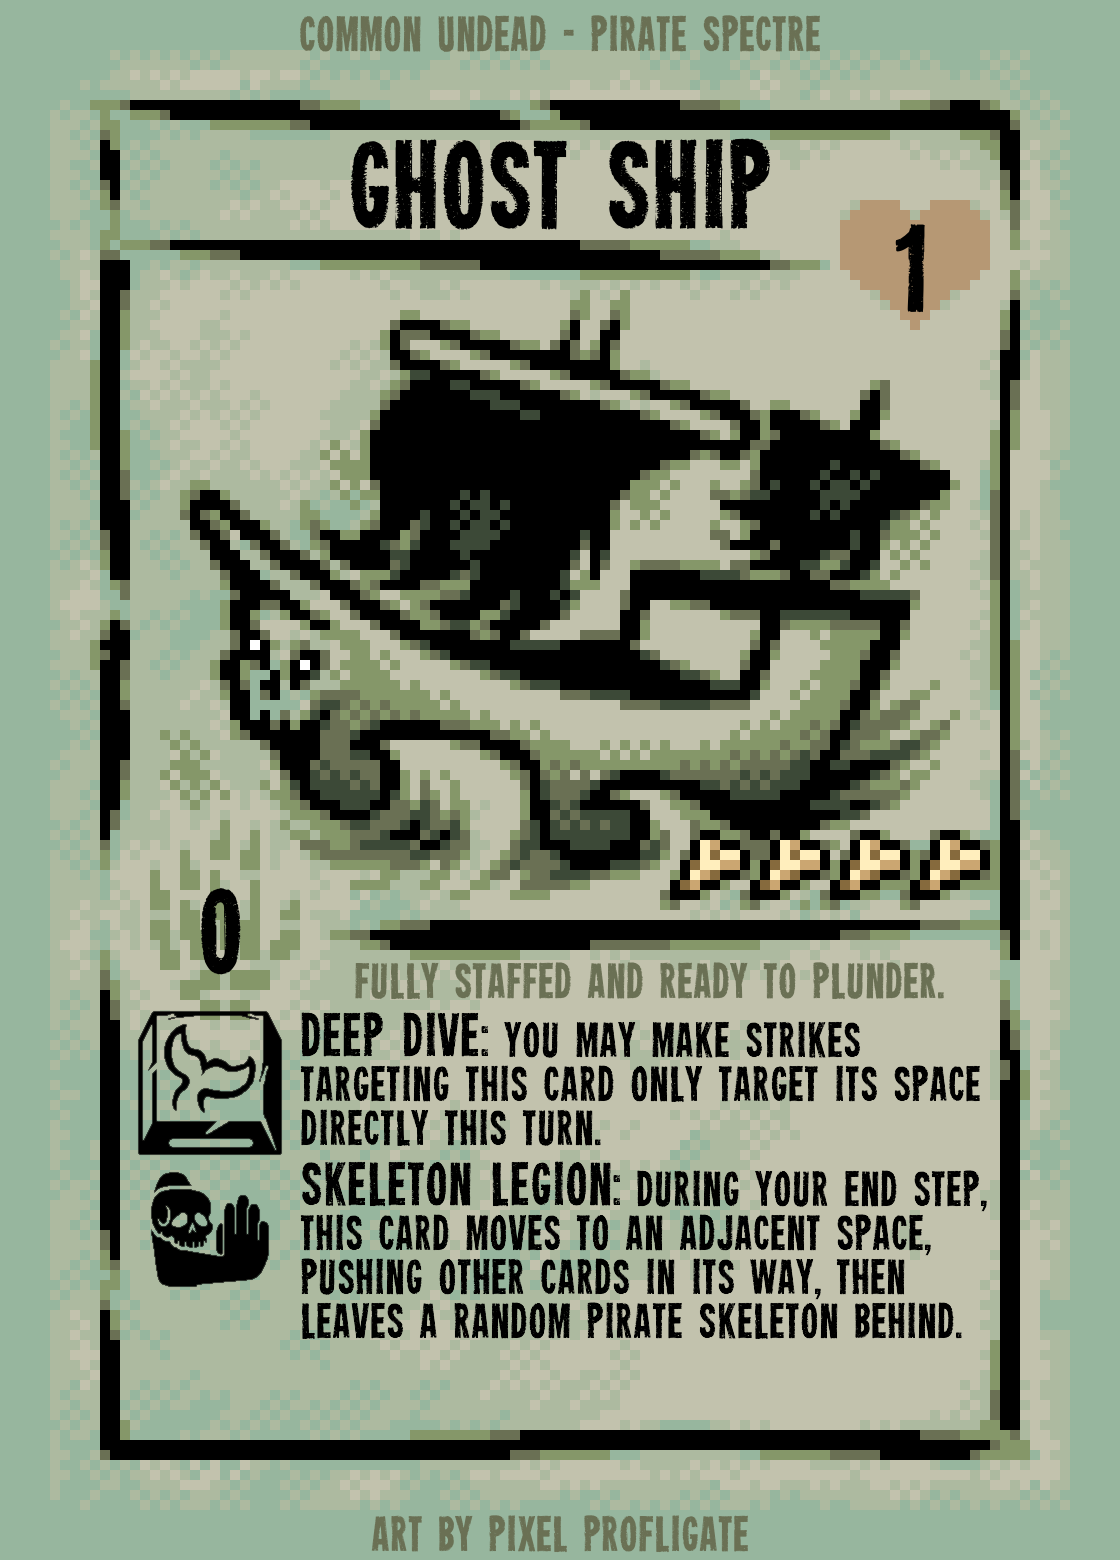 COMMON UNDEAD - PIRATE SPECTRE
GHOST SHIP
1
0
FULLY STAFFED AND READY TO PLUNDER.
DEEP DIVE: YOU MAY MAKE STRIKES
TARGETING THIS CARD ONLY TARGET ITS SPACE
DIRECTLY THIS TURN.
SKELETON LEGION: DURING YOUR END STEP,
THIS CARD MOVES TO AN ADJACENT SPACE,
PUSHING OTHER CARDS IN ITS WAY, THEN
LEAVES A RANDOM PIRATE SKELETON BEHIND.
ART BY PIXEL PROFLIGATE